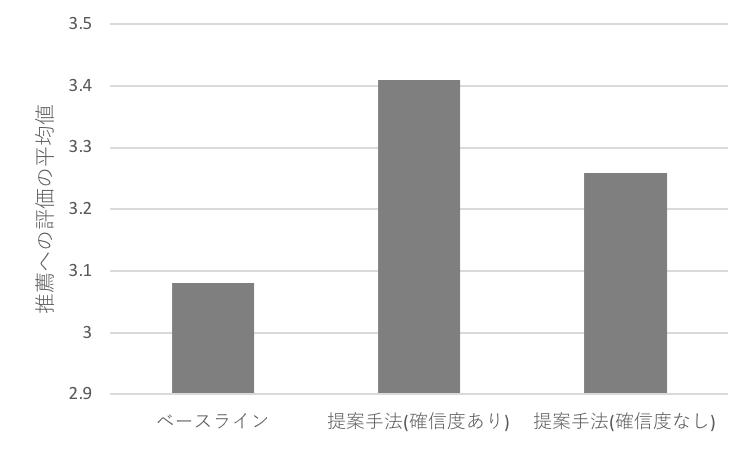 3.5
3.4
3.3
3.2
3.1
3
2.9
推薦への評価の平均値
ベースライン
提案手法(確信度あり)
提案手法(確信度なし)